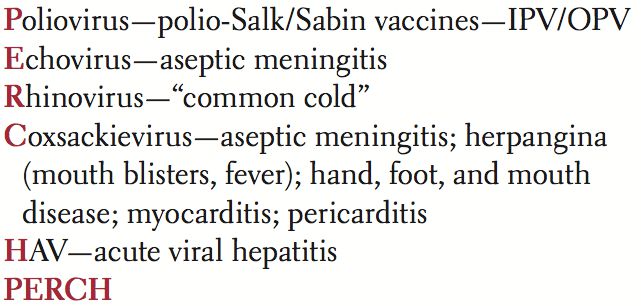 Poliovirus—polio-Salk/Sabin vaccines—IPV/OPV
Echovirus—aseptic meningitis
Rhinovirus—“common cold”
Coxsackievirus—aseptic meningitis; herpangina
(mouth blisters, fever); hand, foot, and mouth
disease; myocarditis; pericarditis
HAV—acute viral hepatitis
PERCH